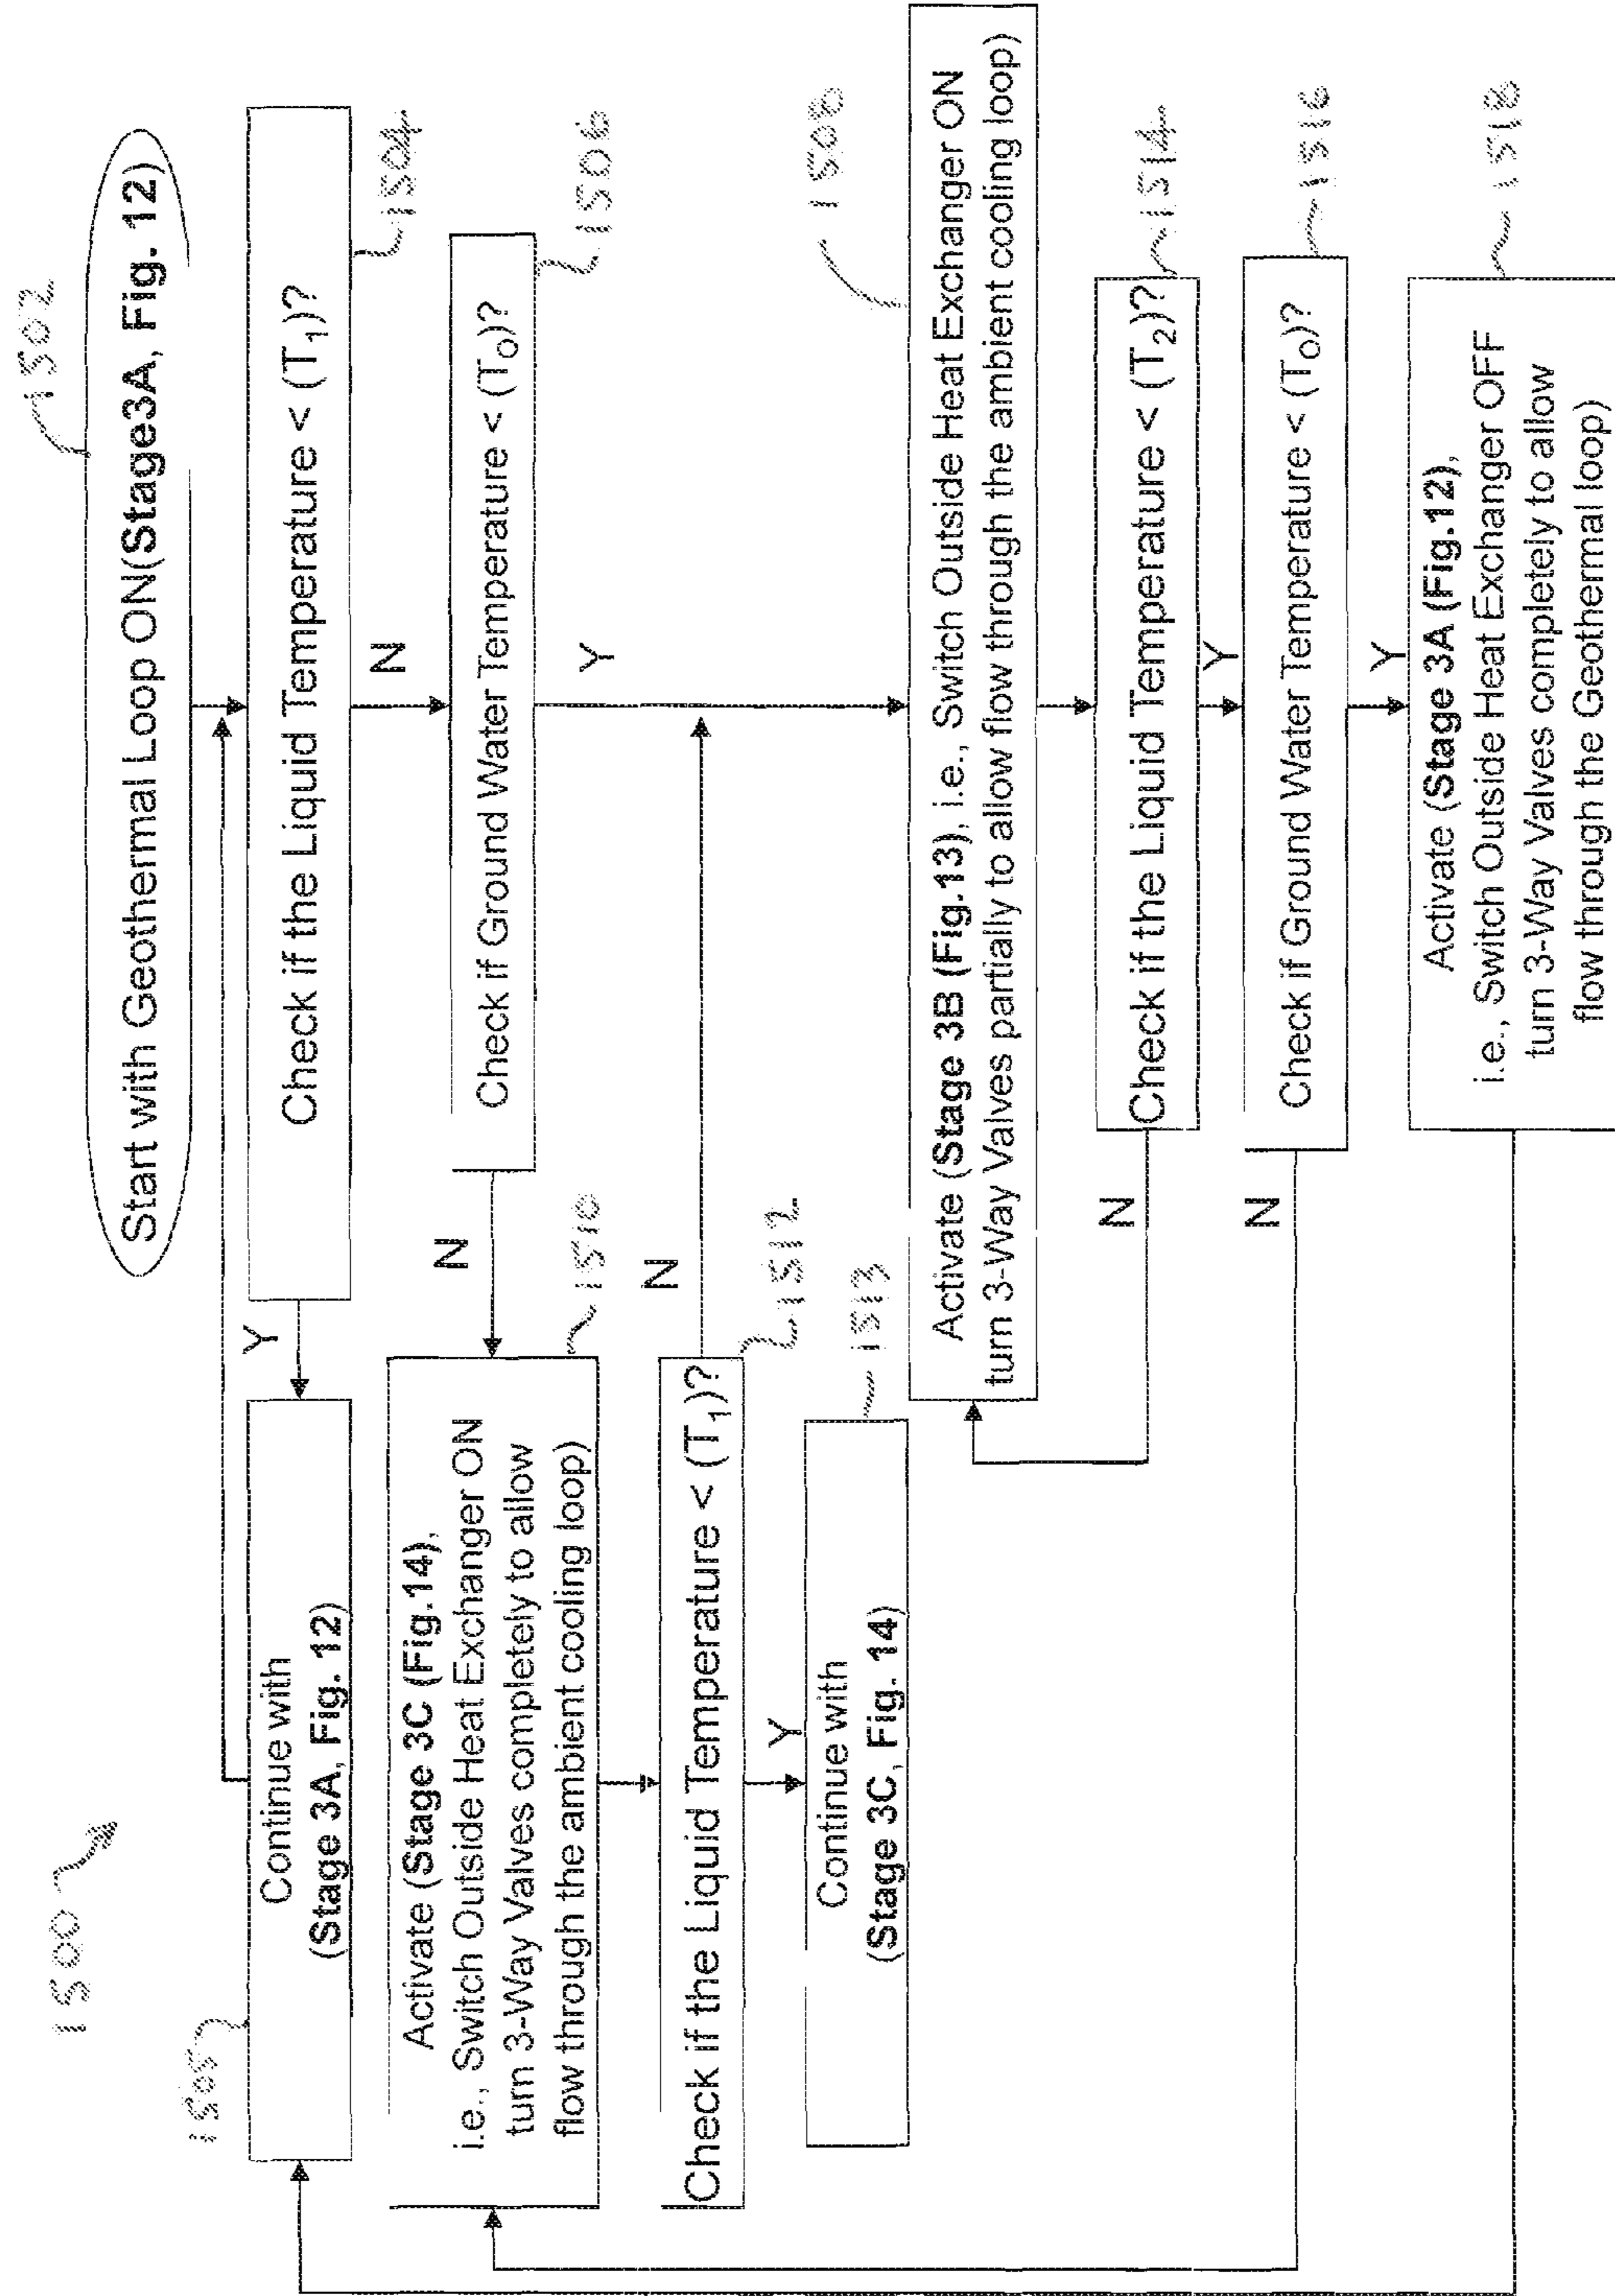 1500
1502
Start with Geothermal Loop ON(Stage3A, Fig. 12)
1505
Continue with
(Stage 3A, Fig. 12)
Y
Check if the Liquid Temperature < (T₁)?
1504
N
Check if Ground Water Temperature < (T₀)?
1506
N
Y
Activate (Stage 3C (Fig.14),
i.e., Switch Outside Heat Exchanger ON
turn 3-Way Valves completely to allow
flow through the ambient cooling loop)
1510
Check if the Liquid Temperature < (T₁)?
1512
N
Y
Continue with
(Stage 3C, Fig. 14)
1513
1508
Activate (Stage 3B (Fig.13), i.e., Switch Outside Heat Exchanger ON
turn 3-Way Valves partially to allow flow through the ambient cooling loop)
Check if the Liquid Temperature < (T₂)?
1514
N
Y
Check if Ground Water Temperature < (T₀)?
1516
N
Y
Activate (Stage 3A (Fig.12),
i.e., Switch Outside Heat Exchanger OFF
turn 3-Way Valves completely to allow
flow through the Geothermal loop)
1518